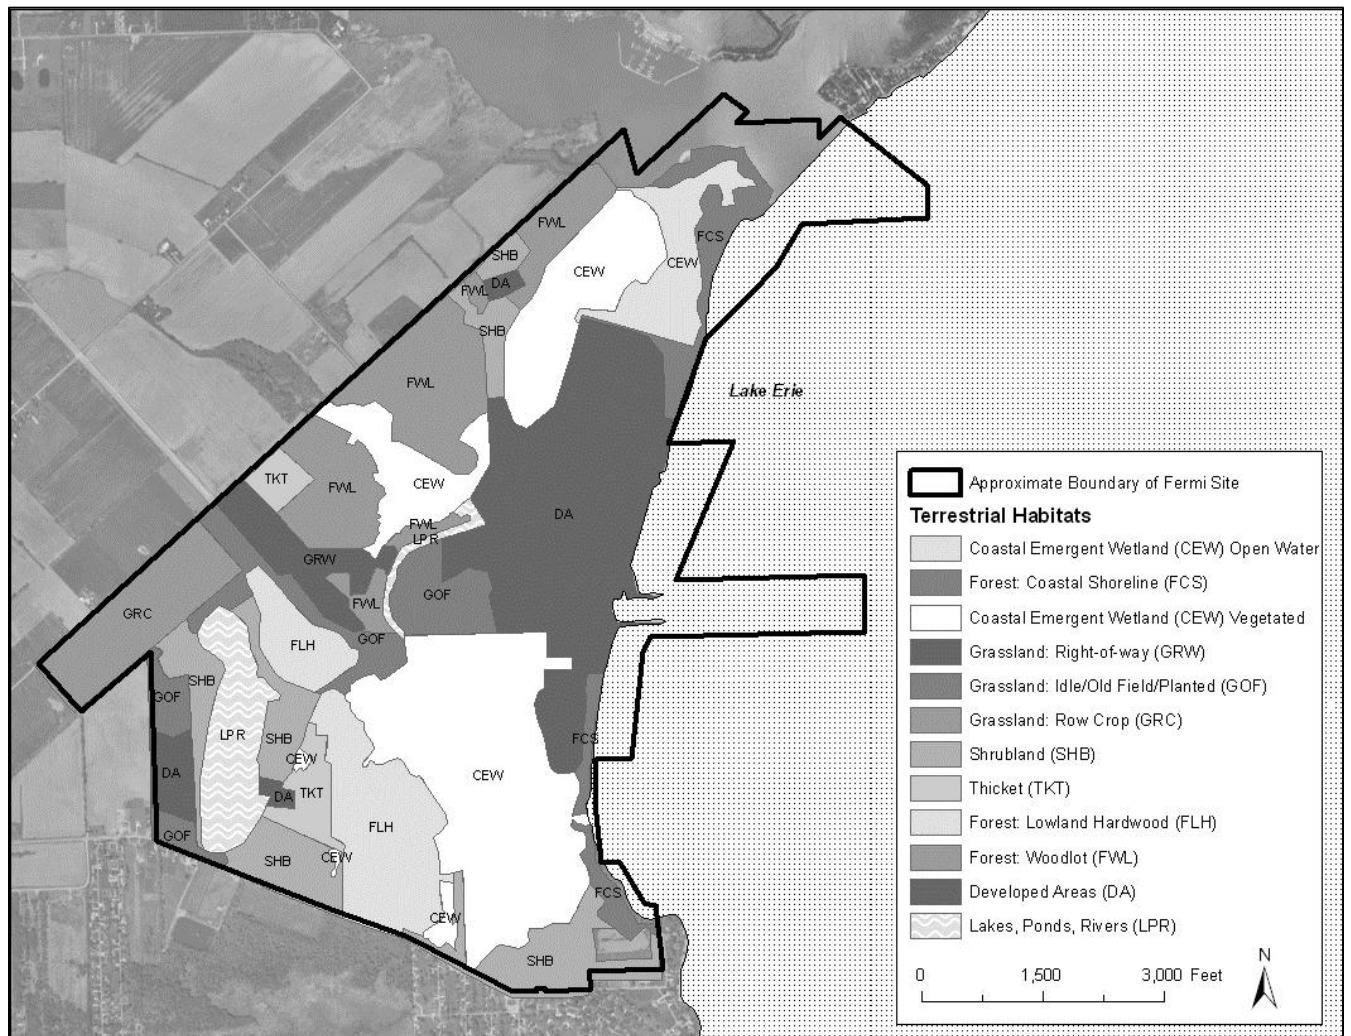 FWL
SHB
FCS
CEW
CEW
FWL
DA
SHB
Lake Erie
FWL
TKT
FWL
CEW
DA
FWL
LPR
GRW
GOF
FWL
GRC
FLH
GOF
SHB
GOF
LPR
SHB
FCS
CEW
CEW
DA
DA
TKT
FLH
GOF
SHB
CEW
FCS
CEW
SHB
Approximate Boundary of Fermi Site
Terrestrial Habitats
Coastal Emergent Wetland (CEW) Open Water
Forest: Coastal Shoreline (FCS)
Coastal Emergent Wetland (CEW) Vegetated
Grassland: Right-of-way (GRW)
Grassland: Idle/Old Field/Planted (GOF)
Grassland: Row Crop (GRC)
Shrubland (SHB)
Thicket (TKT)
Forest: Lowland Hardwood (FLH)
Forest: Woodlot (FWL)
Developed Areas (DA)
Lakes, Ponds, Rivers (LPR)
N
0 1,500 3,000 Feet